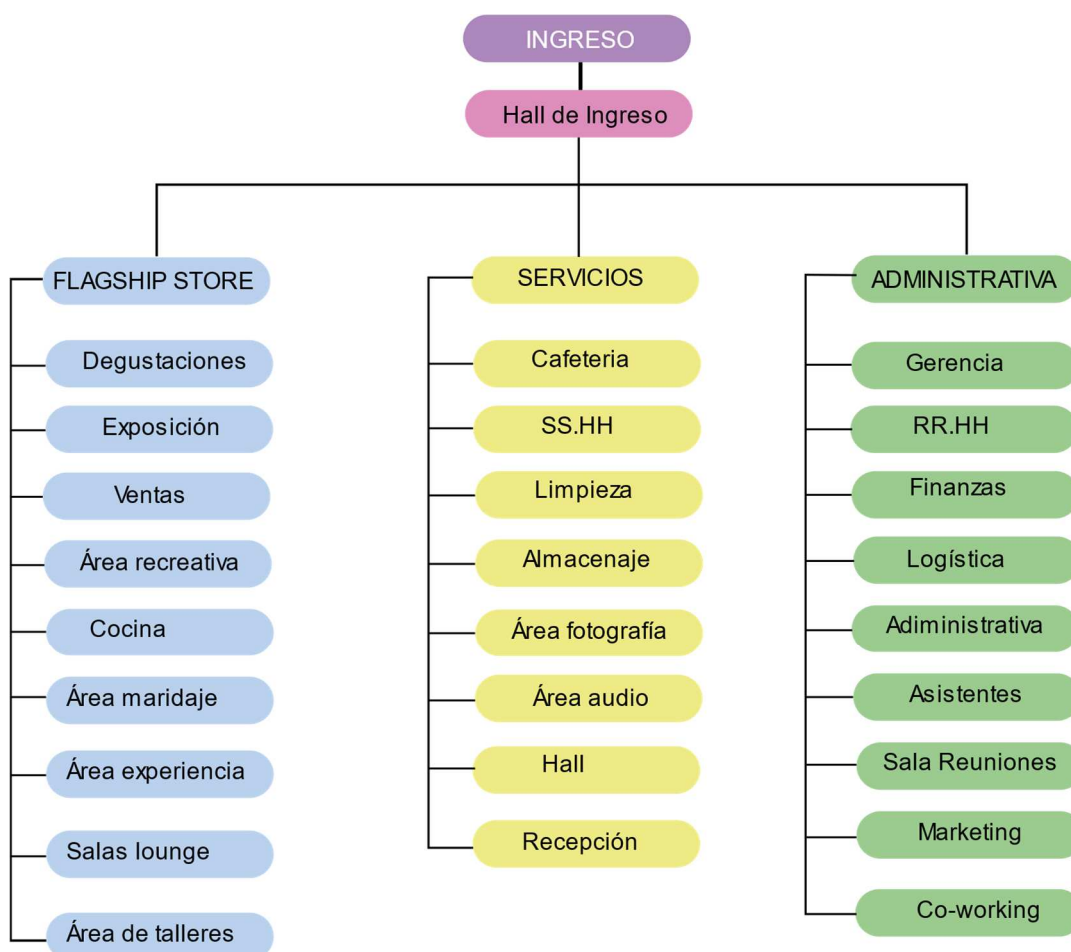 INGRESO
Hall de Ingreso
FLAGSHIP STORE
Degustaciones
Exposición
Ventas
Área recreativa
Cocina
Área maridaje
Área experiencia
Salas lounge
Área de talleres
SERVICIOS
Cafeteria
SS.HH
Limpieza
Almacenaje
Área fotografía
Área audio
Hall
Recepción
ADMINISTRATIVA
Gerencia
RR.HH
Finanzas
Logística
Adiministrativa
Asistentes
Sala Reuniones
Marketing
Co-working